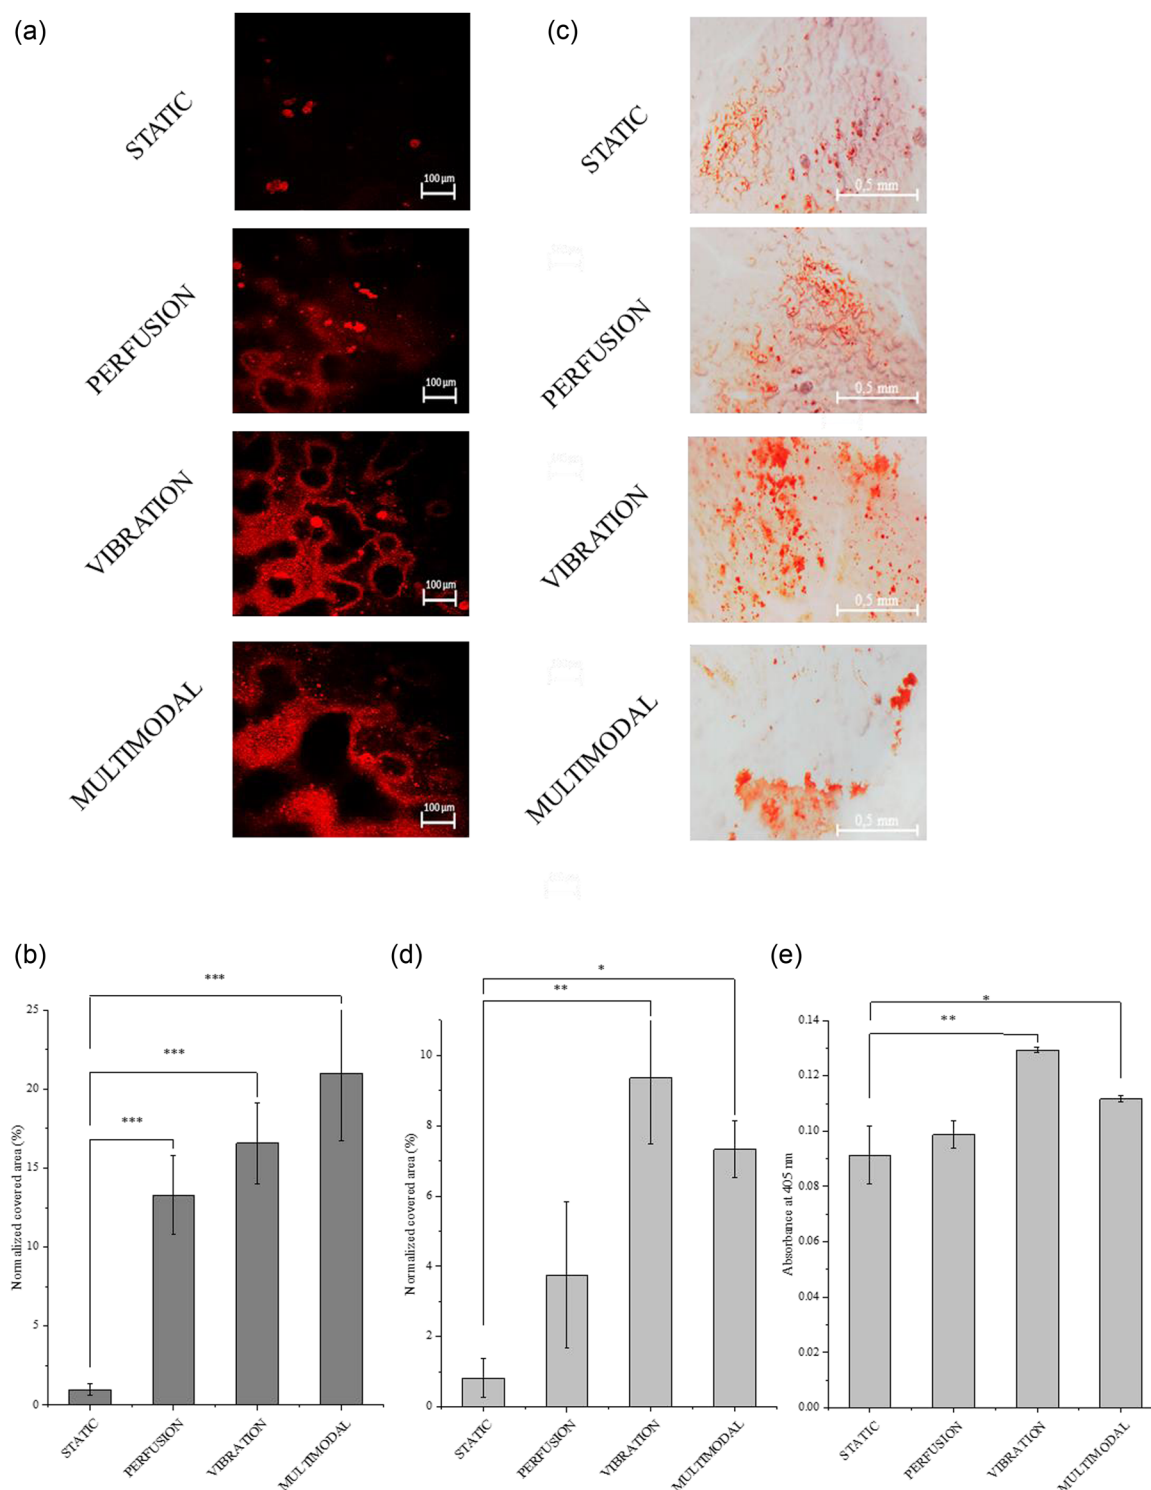 (a)
STATIC
100 µm
PERFUSION
100 µm
VIBRATION
100 µm
MULTIMODAL
100 µm
(c)
STATIC
0,5 mm
PERFUSION
0,5 mm
VIBRATION
0,5 mm
MULTIMODAL
0,5 mm
(b)
***
***
***
25
20
15
10
5
0
Normalized covered area (%)
STATIC
PERFUSION
VIBRATION
MULTIMODAL
(d)
*
**
10
8
6
4
2
0
Normalized covered area (%)
STATIC
PERFUSION
VIBRATION
MULTIMODAL
(e)
*
**
0.14
0.12
0.10
0.08
0.06
0.04
0.02
0.00
Absorbance at 405 nm
STATIC
PERFUSION
VIBRATION
MULTIMODAL